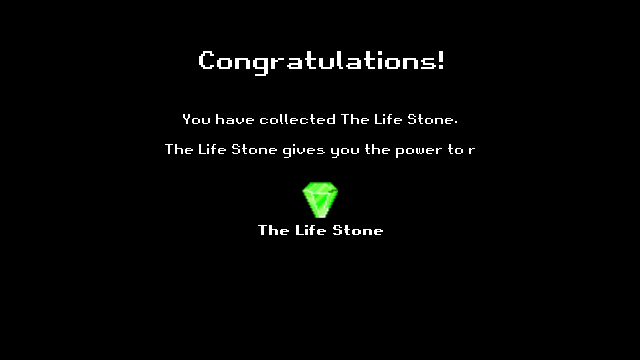 Congratulations!
You have collected The Life Stone.
The Life Stone gives you the power to r
The Life Stone